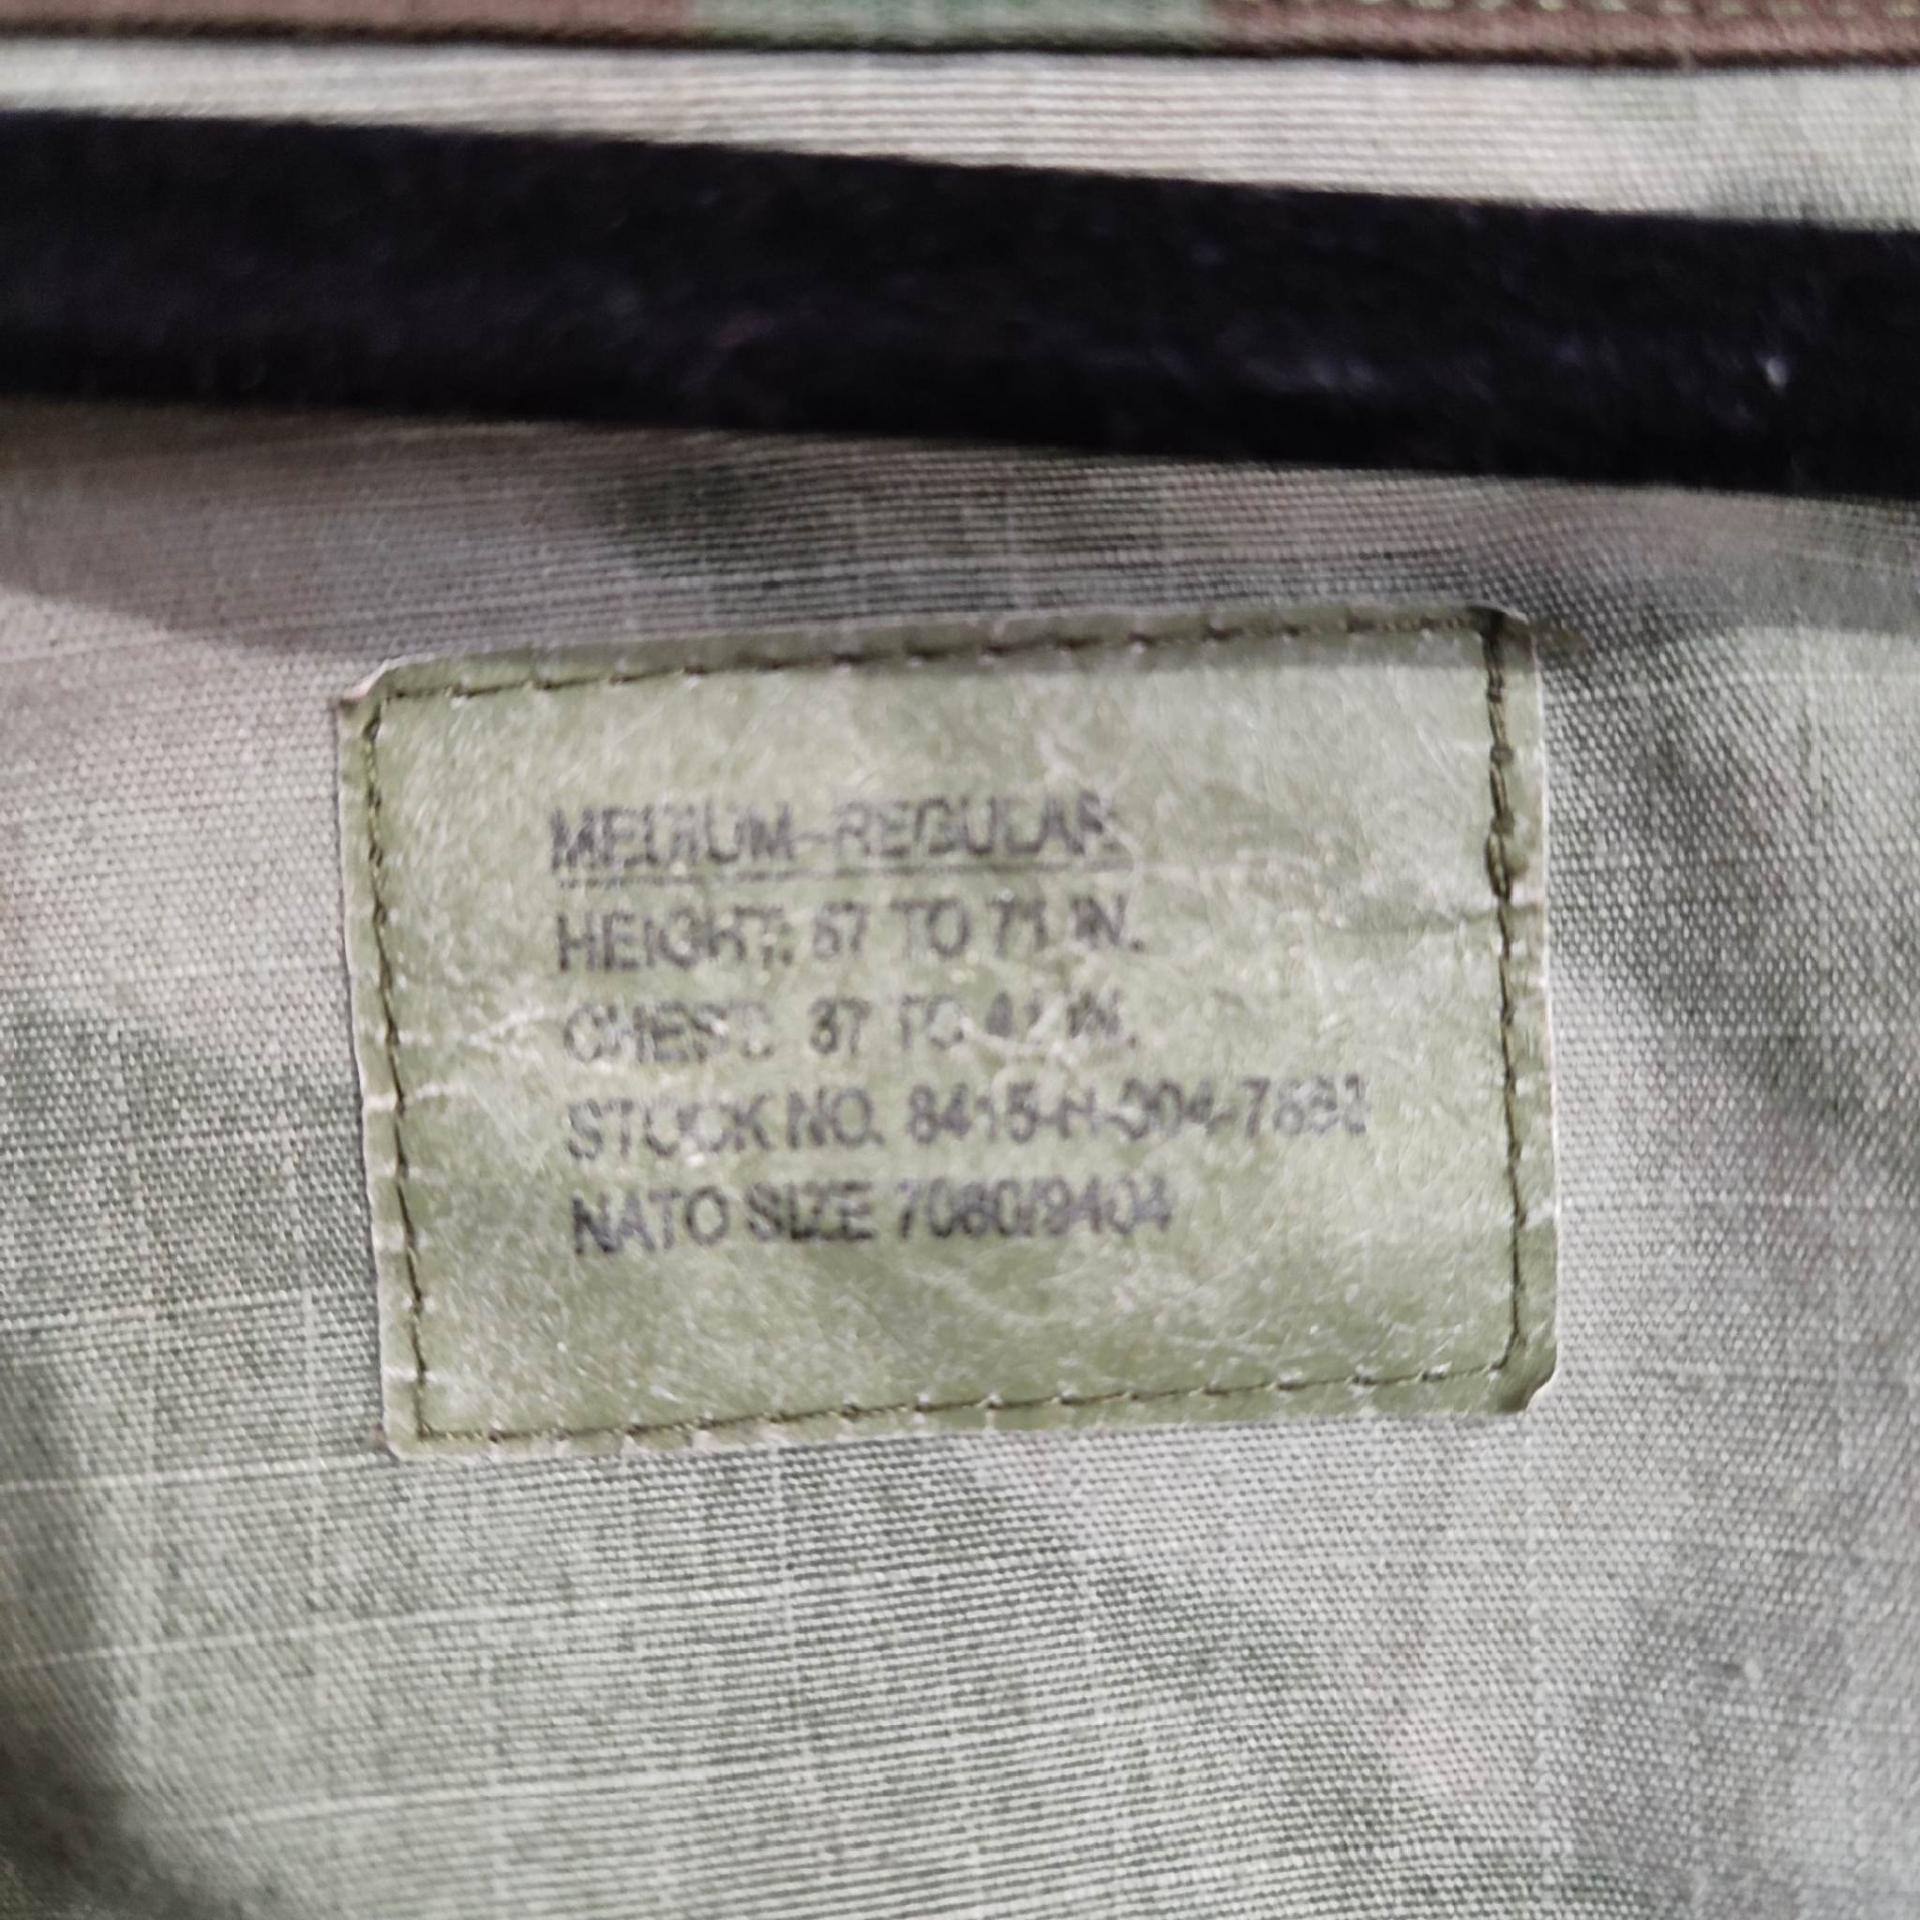 MEDIUM-REGULAR
HEIGHT: 67 TO 71 IN.
CHEST: 37 TO 41 IN.
STOCK NO.
NATO SIZE 7080/9404